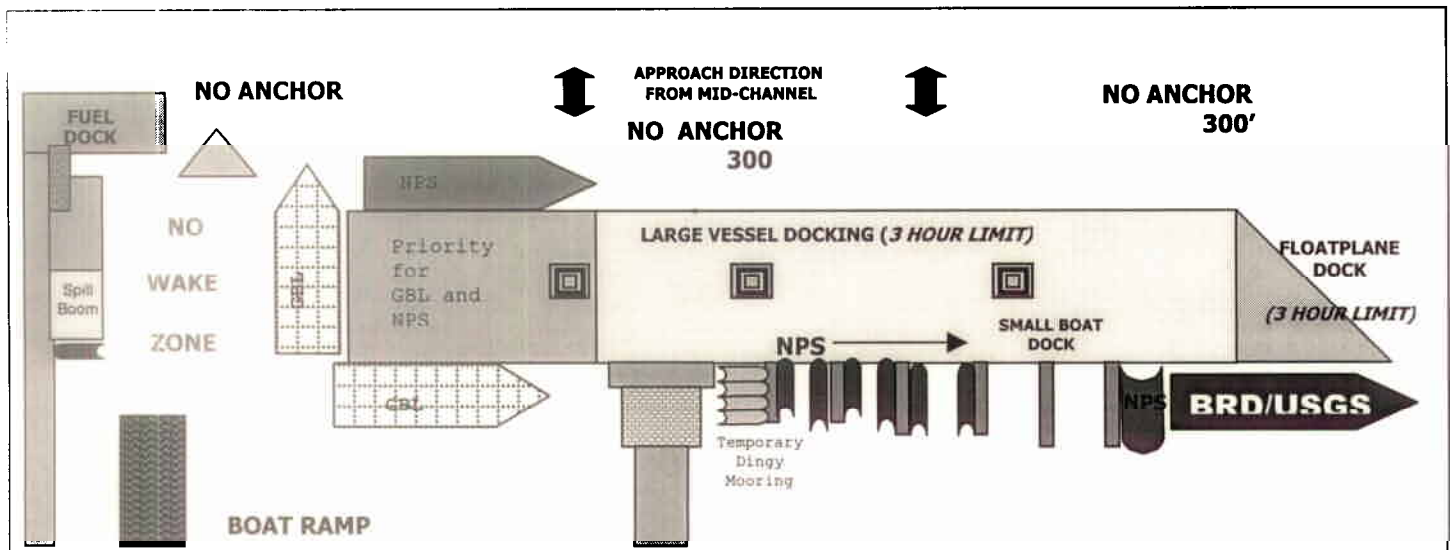 NO ANCHOR
APPROACH DIRECTION
FROM MID-CHANNEL
NO ANCHOR
300
NO ANCHOR
300'
FUEL
DOCK
NPS
NO
WAKE
ZONE
Spill
Boom
GBL
Priority
for
GBL and
NPS
LARGE VESSEL DOCKING (3 HOUR LIMIT)
FLOATPLANE
DOCK
(3 HOUR LIMIT)
NPS
SMALL BOAT
DOCK
GBL
NPS
BRD/USGS
Temporary
Dingy
Mooring
BOAT RAMP